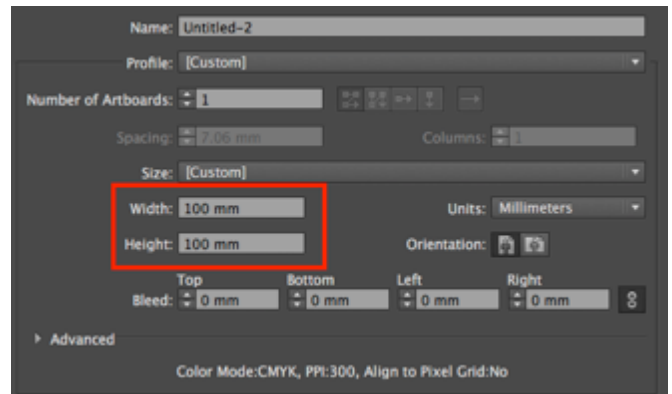 Name: Untitled-2
Profile: [Custom]
Number of Artboards: 1
Spacing: 7.06 mm Columns: 1
Size: [Custom]
Width: 100 mm Units: Millimeters
Height: 100 mm Orientation:
Top Bottom Left Right
Bleed: 0 mm 0 mm 0 mm 0 mm
Advanced
Color Mode:CMYK, PPI:300, Align to Pixel Grid:No